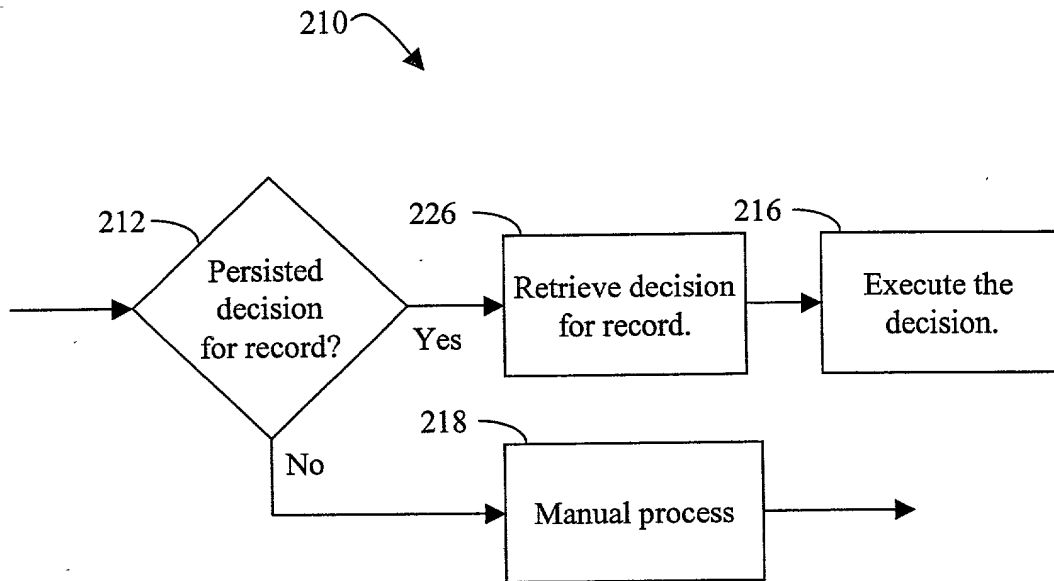 210
212
Persisted
decision
for record?
Yes
No
226
Retrieve decision
for record.
216
Execute the
decision.
218
Manual process